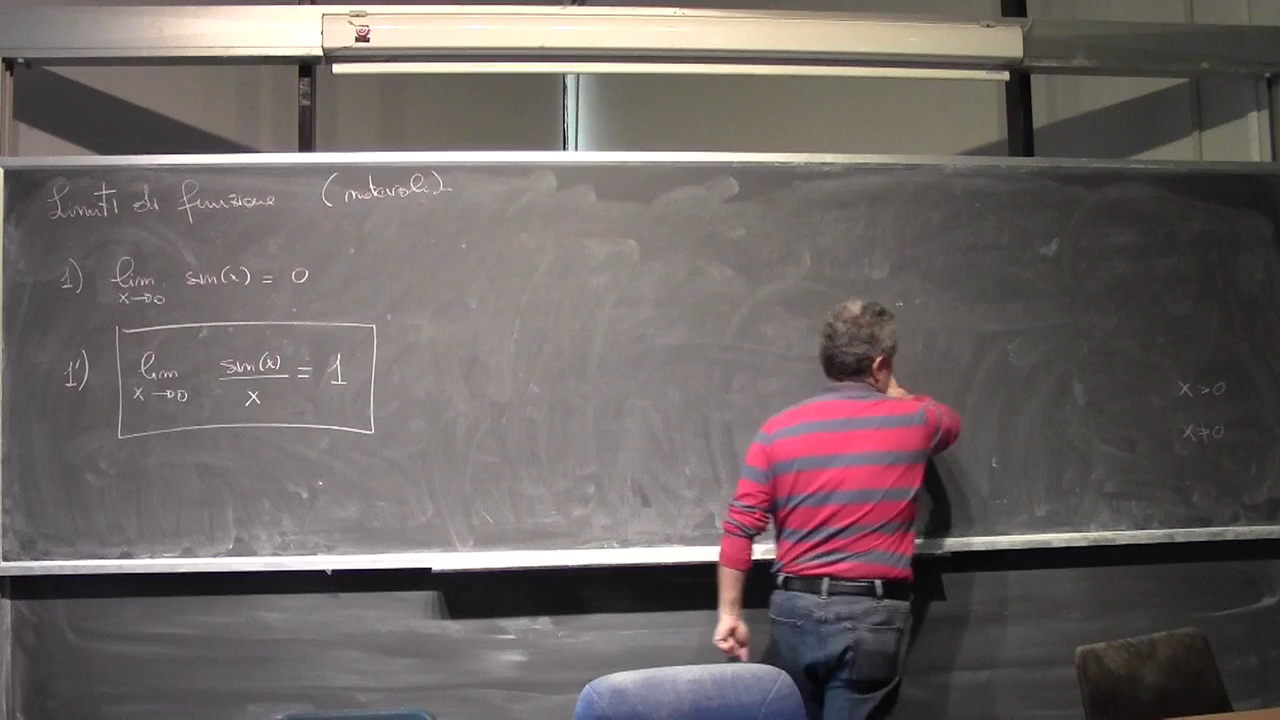 Limiti di funzione (notevoli)
1) lim sin(x) = 0
x→0
1') lim sin(x)/x = 1
x→0
x>0
x≠0